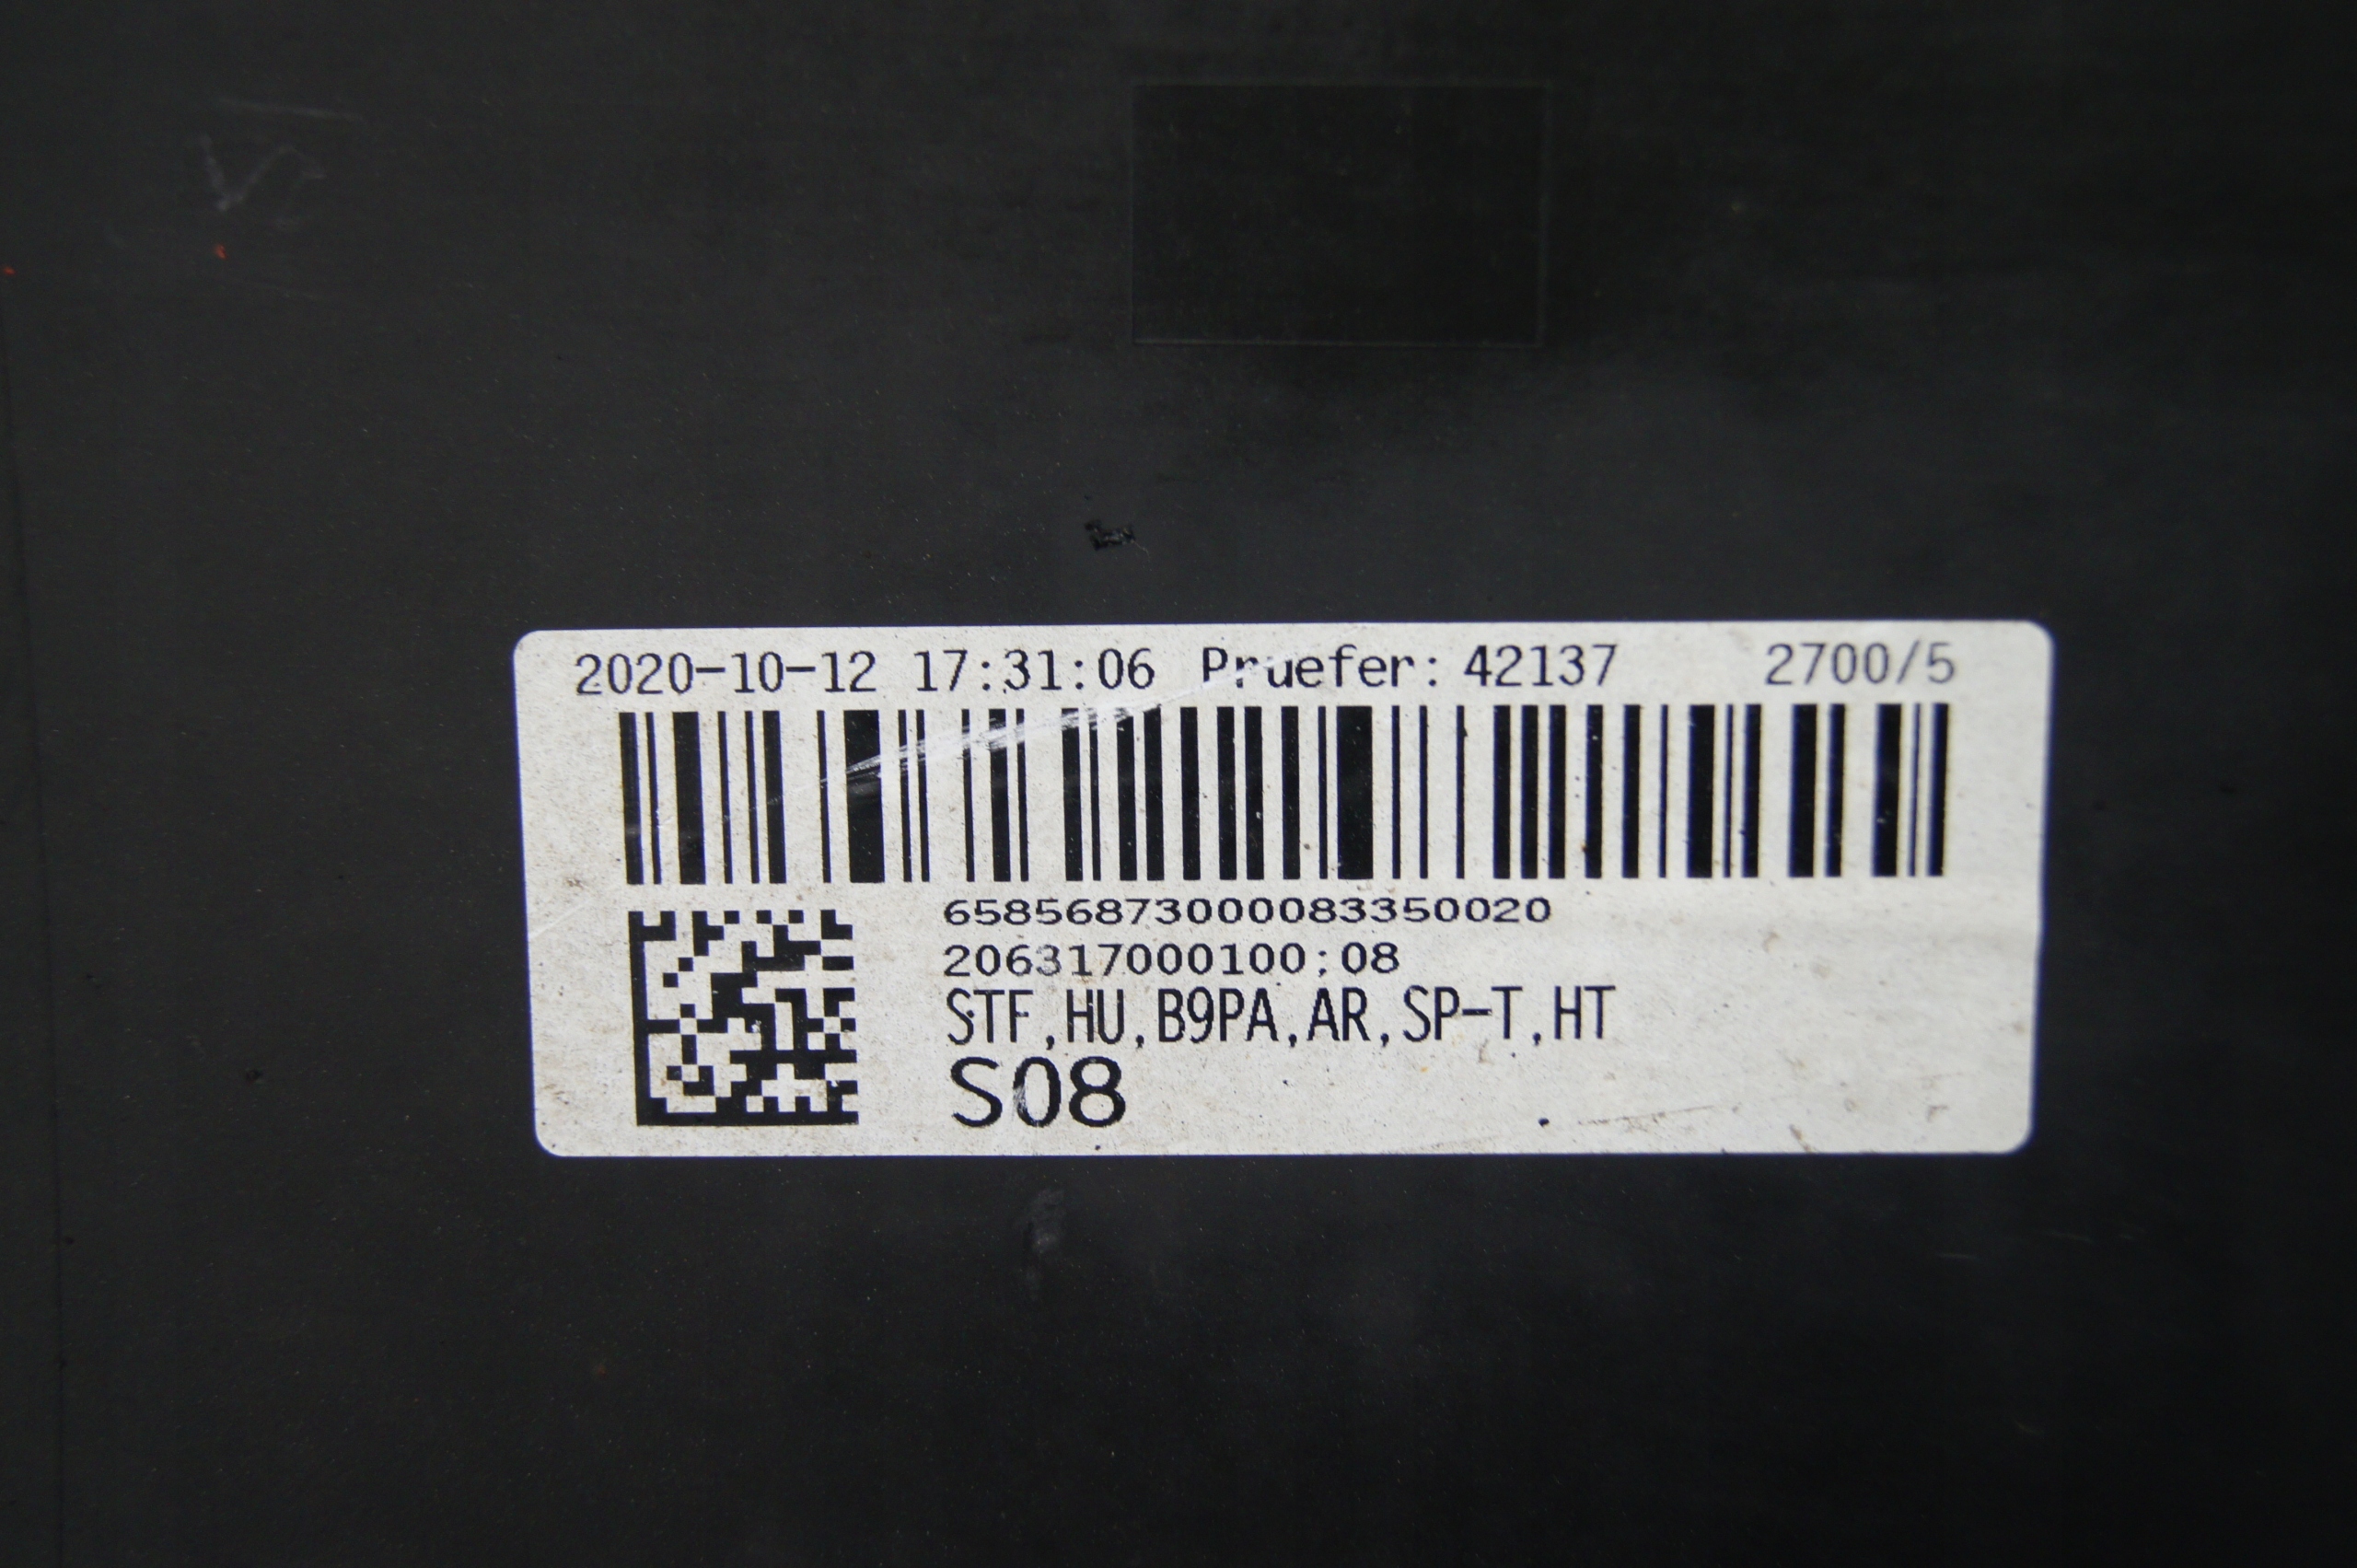 2020-10-12 17:31:06 Pruefer: 42137 2700/5
65856873000083350020
206317000100;08
STF,HU,B9PA,AR,SP-T,HT
S08